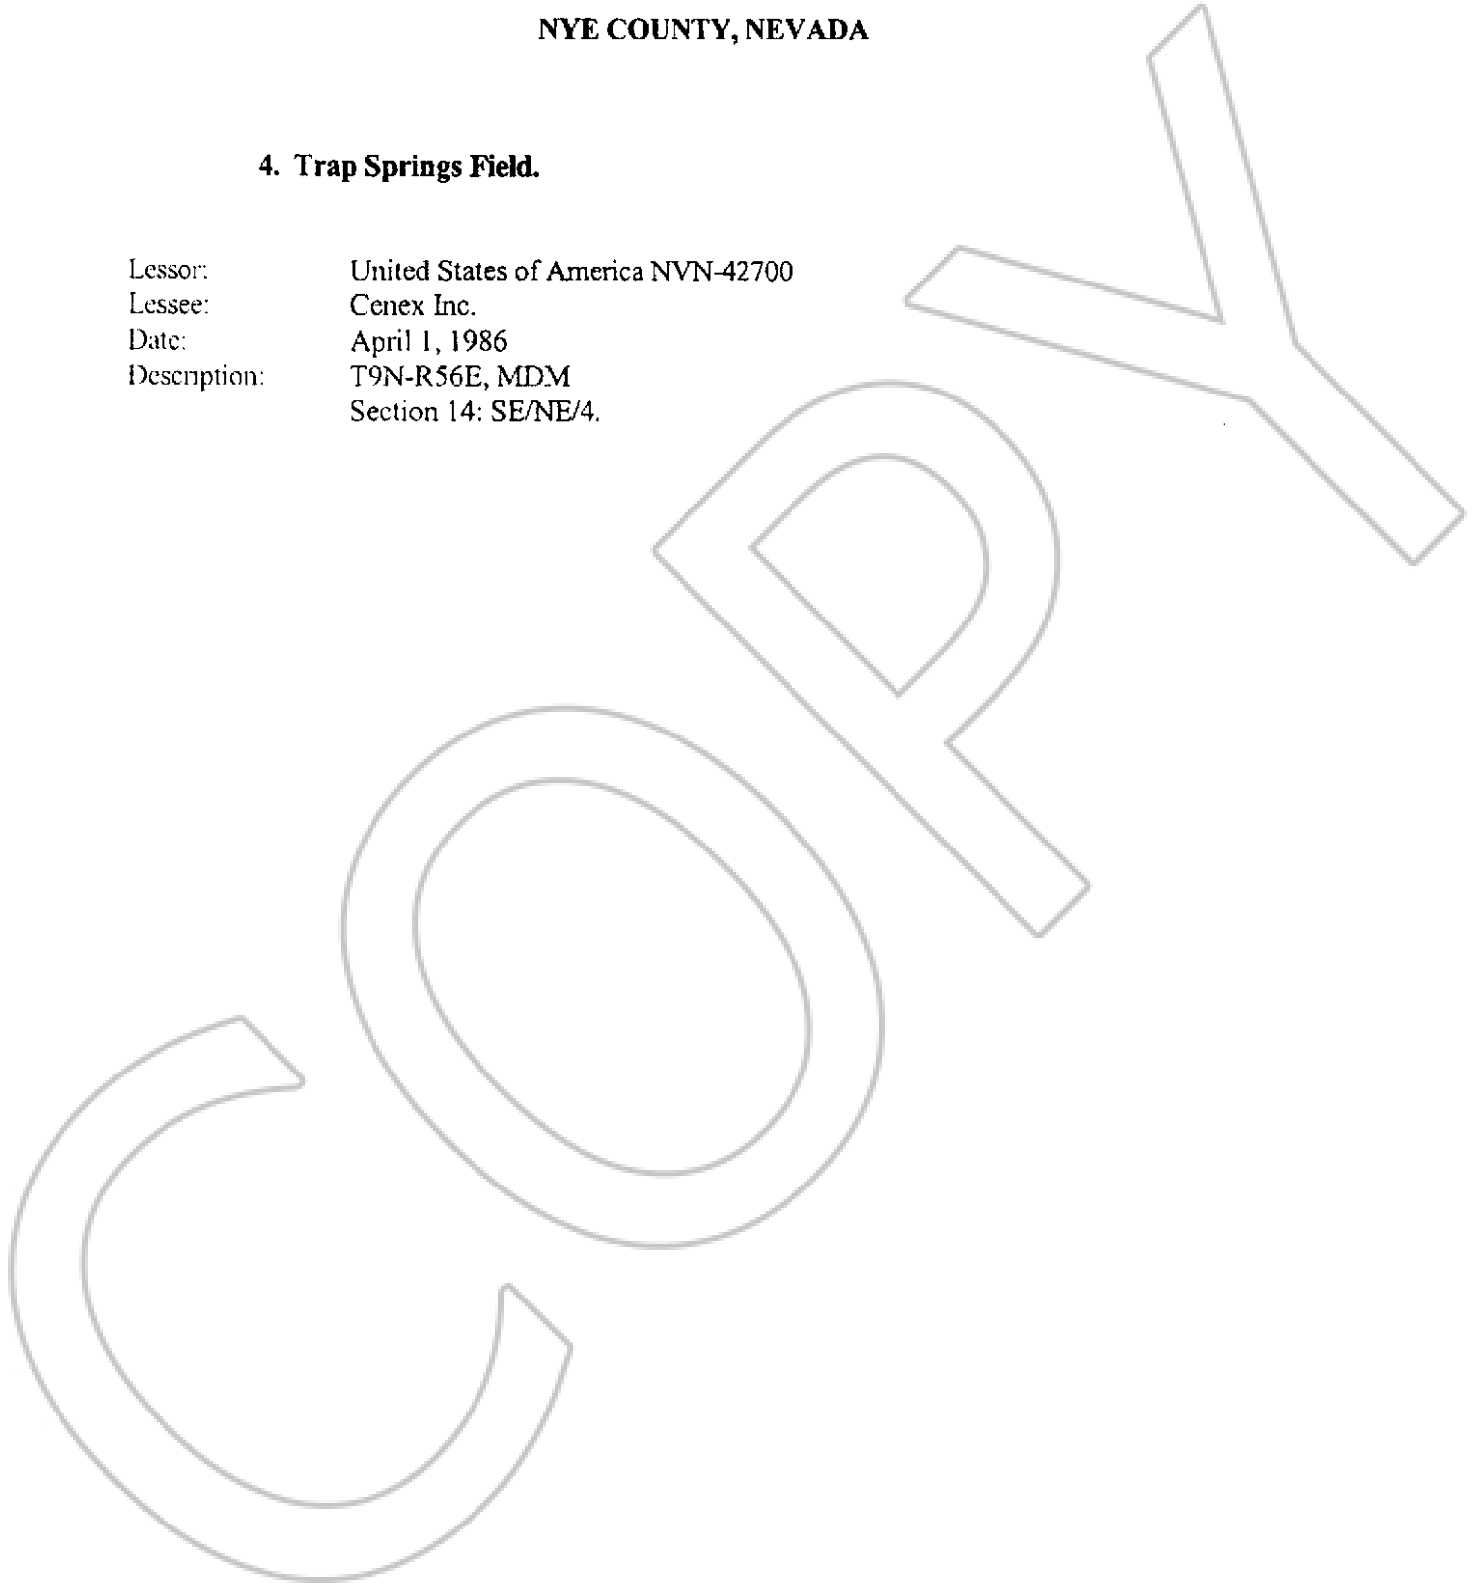 NYE COUNTY, NEVADA
4. Trap Springs Field.
Lessor: United States of America NVN-42700
Lessee: Cenex Inc.
Date: April 1, 1986
Description: T9N-R56E, MDM
Section 14: SE/NE/4.
COPY